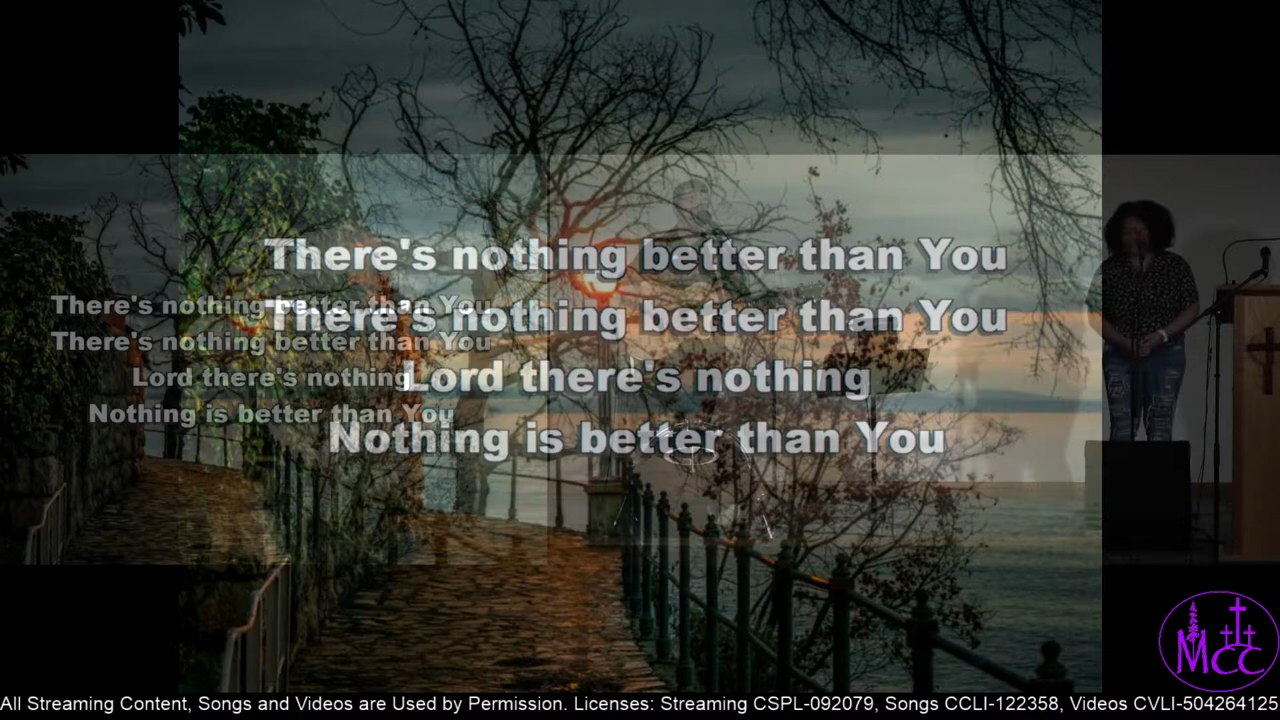 There's nothing better than You
There's nothing better than You
Lord there's nothing
Nothing is better than You
There's nothing better than You
There's nothing better than You
Lord there's nothing
Nothing is better than You
MCC
All Streaming Content, Songs and Videos are Used by Permission. Licenses: Streaming CSPL-092079, Songs CCLI-122358, Videos CVLI-504264125